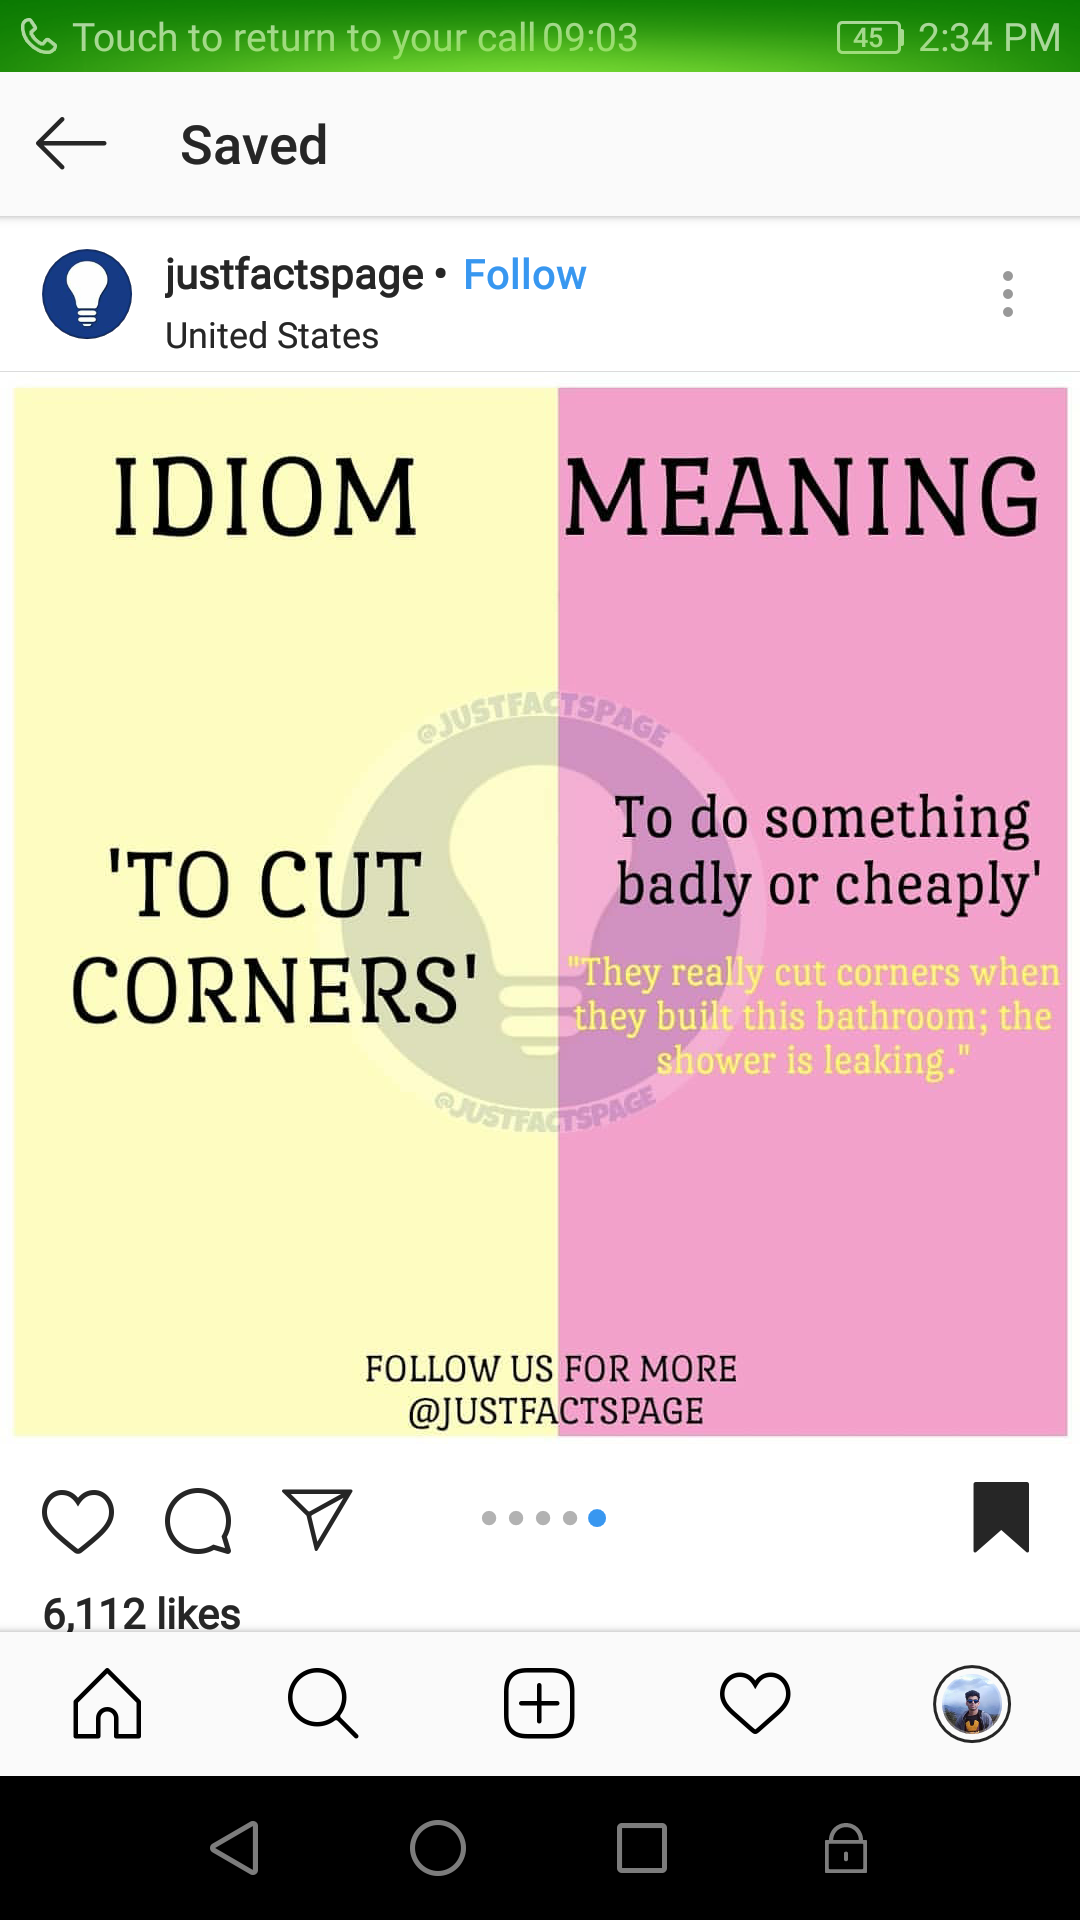 Touch to return to your call 09:03
45 2:34 PM
Saved
justfactspage • Follow
United States
IDIOM
MEANING
@JUSTFACTSPAGE
'TO CUT
CORNERS'
To do something
badly or cheaply'
"They really cut corners when
they built this bathroom; the
shower is leaking."
@JUSTFACTSPAGE
FOLLOW US FOR MORE
@JUSTFACTSPAGE
6,112 likes